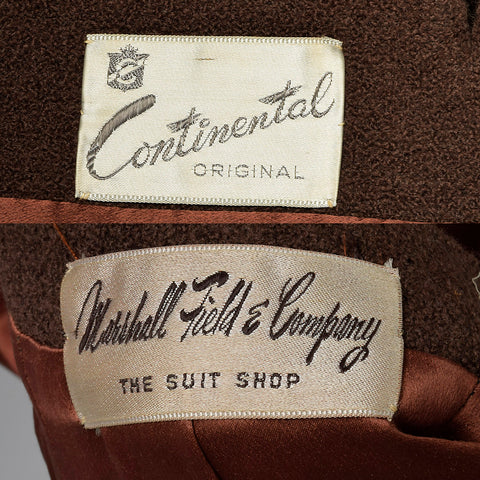 Continental
ORIGINAL
Marshall Field & Company
THE SUIT SHOP